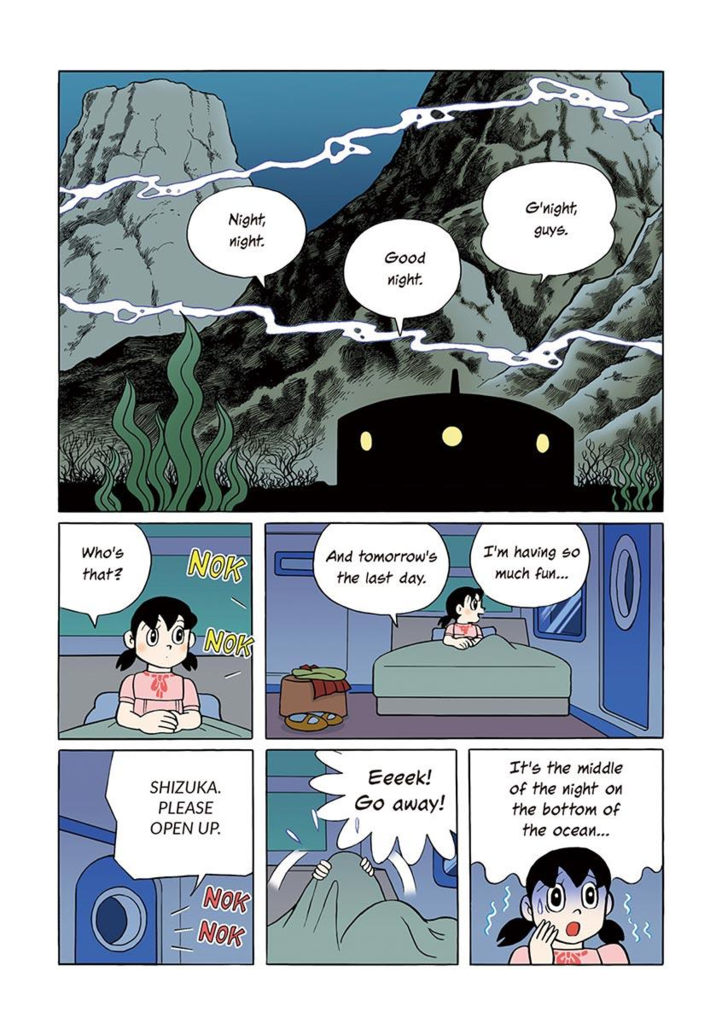 G'night,
guys.
Good
night.
Night,
night.
I'm having so
much fun...
And tomorrow's
the last day.
NOK
NOK
Who's
that?
It's the middle
of the night on
the bottom of
the ocean...
Eeeek!
Go away!
SHIZUKA.
PLEASE
OPEN UP.
NOK
NOK